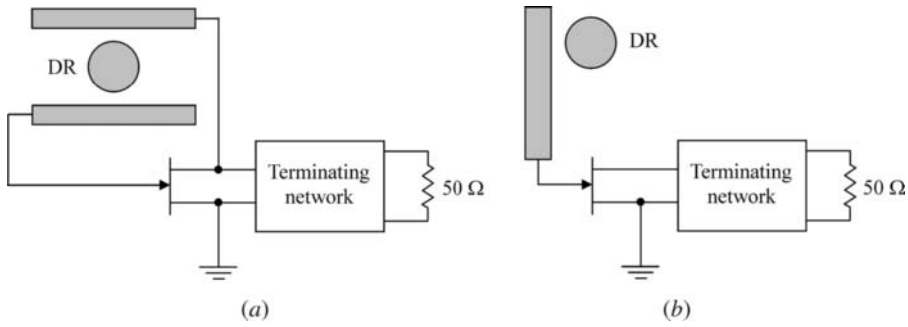 DR
Terminating
network
50 Ω
(a)
DR
Terminating
network
50 Ω
(b)